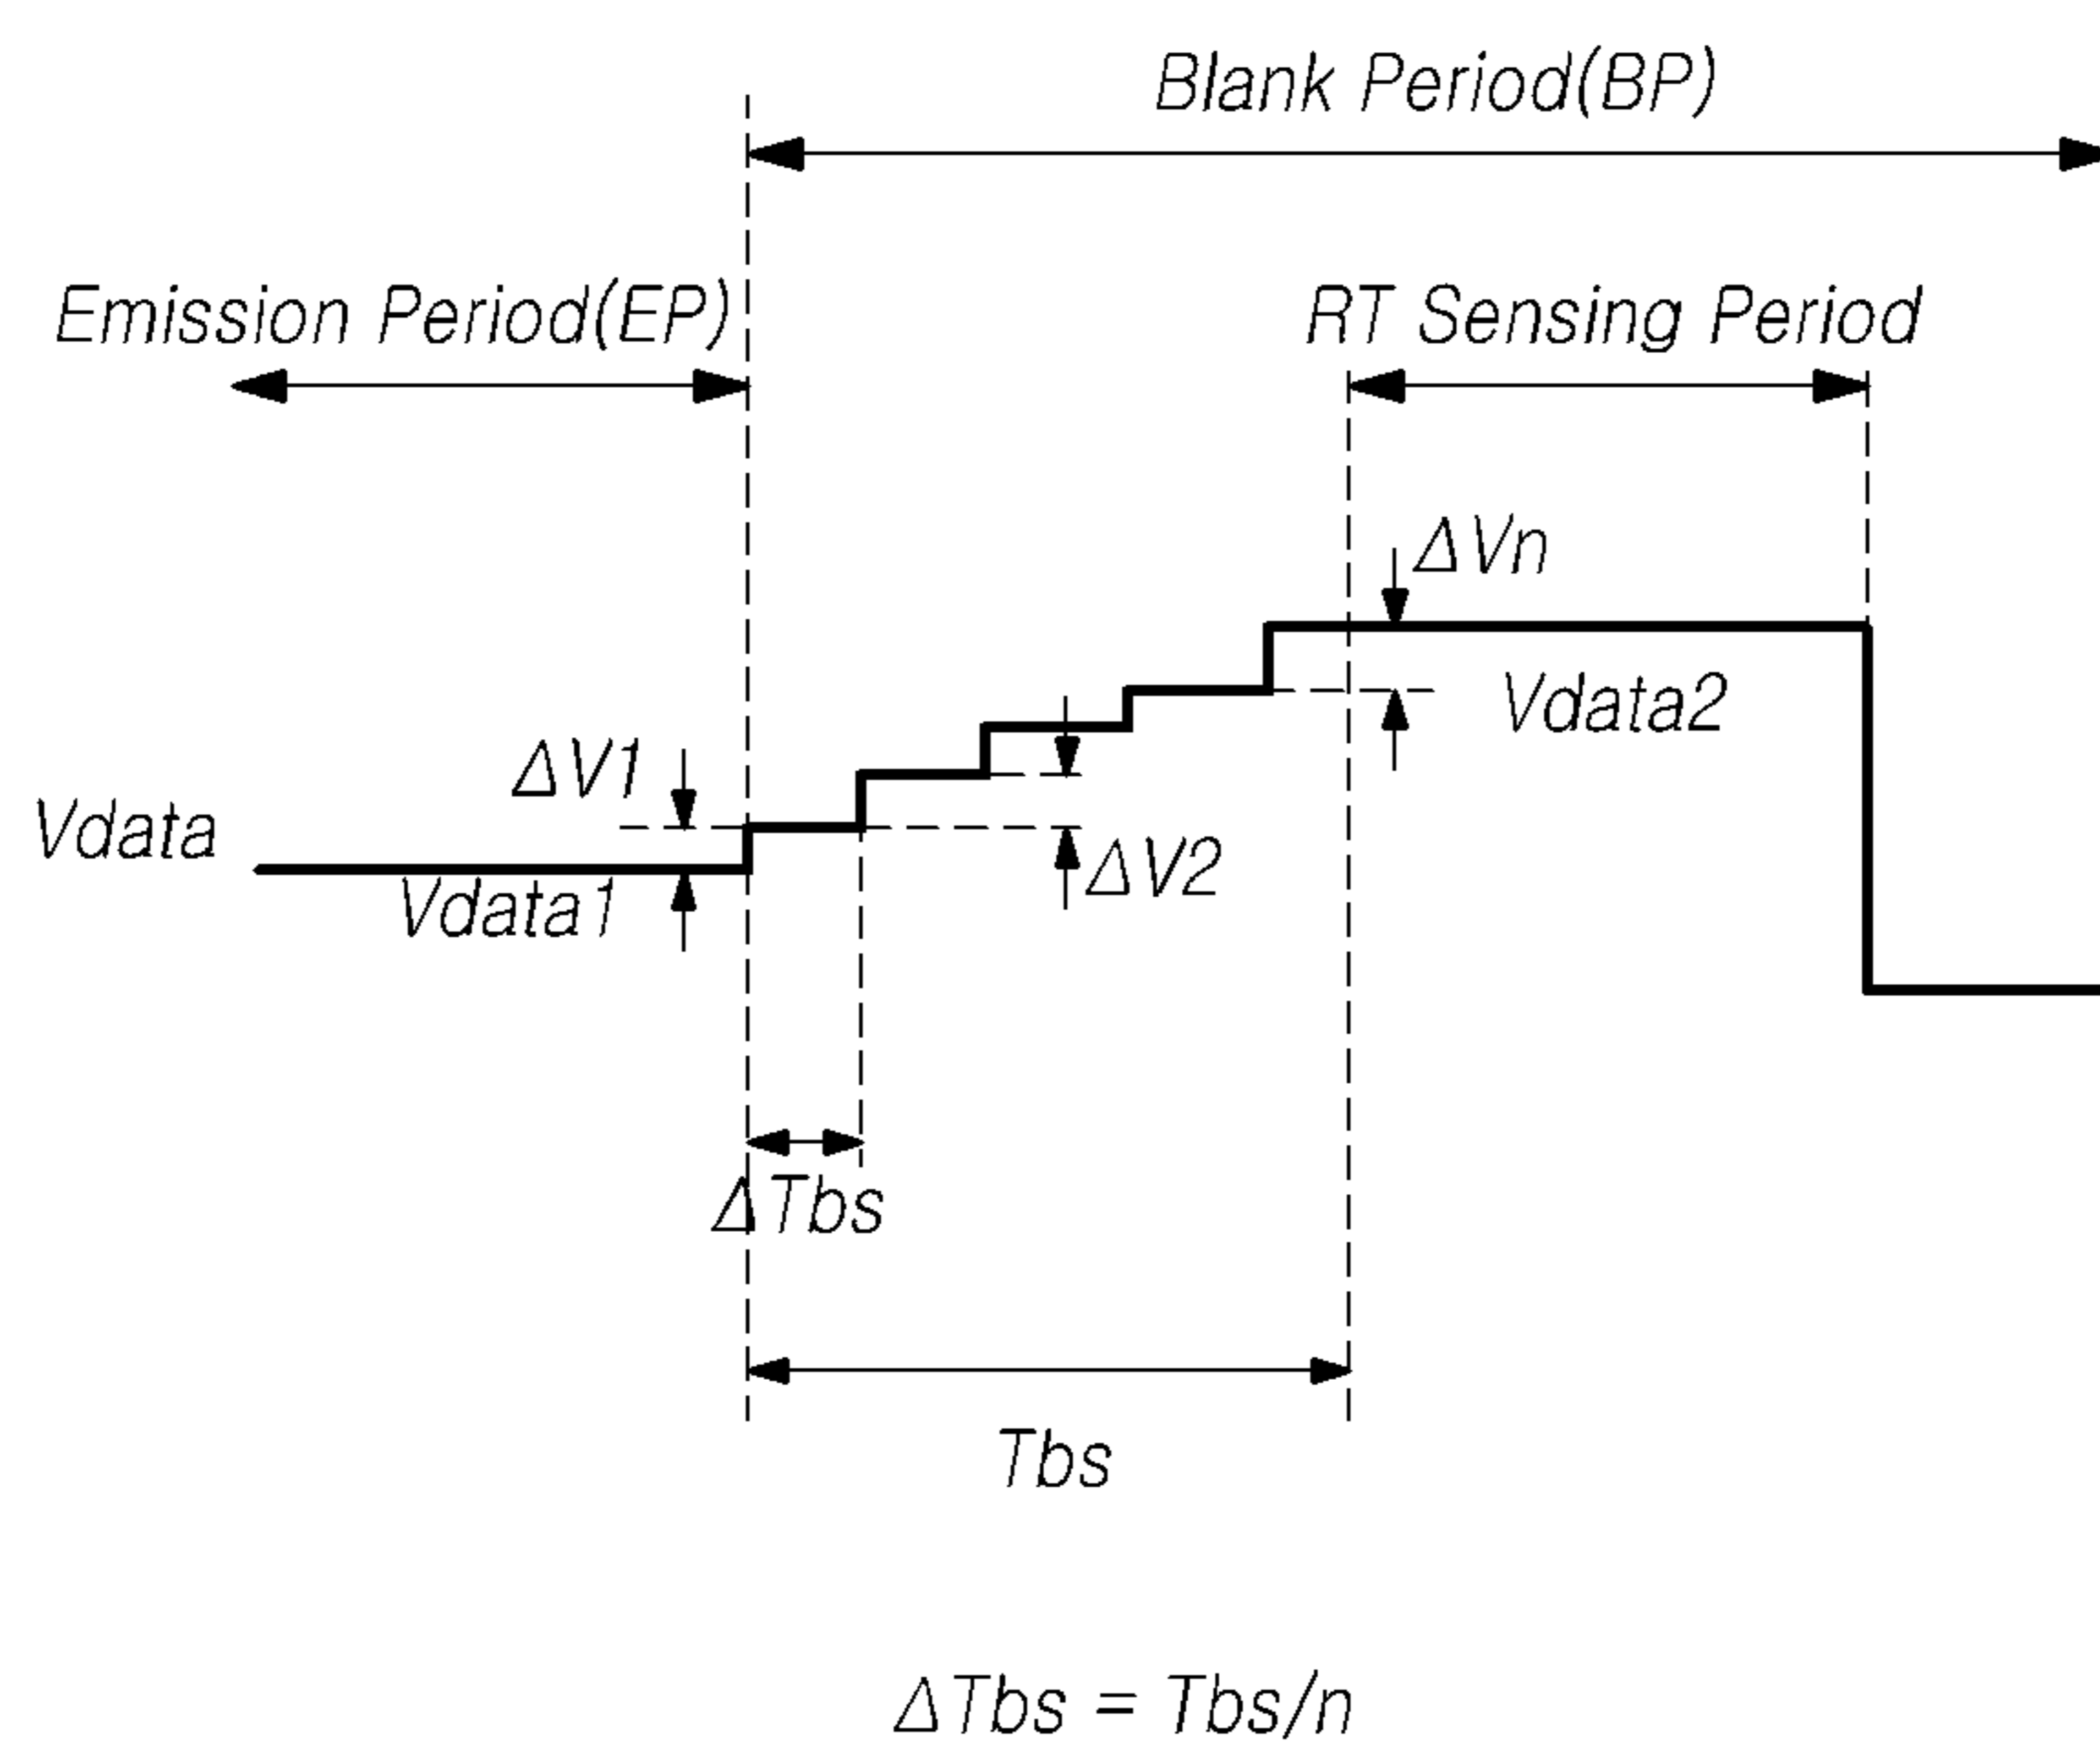 Blank Period(BP)
Emission Period(EP)
RT Sensing Period
ΔVn
Vdata2
ΔV1
Vdata
ΔV2
Vdata1
ΔTbs
Tbs
ΔTbs = Tbs/n